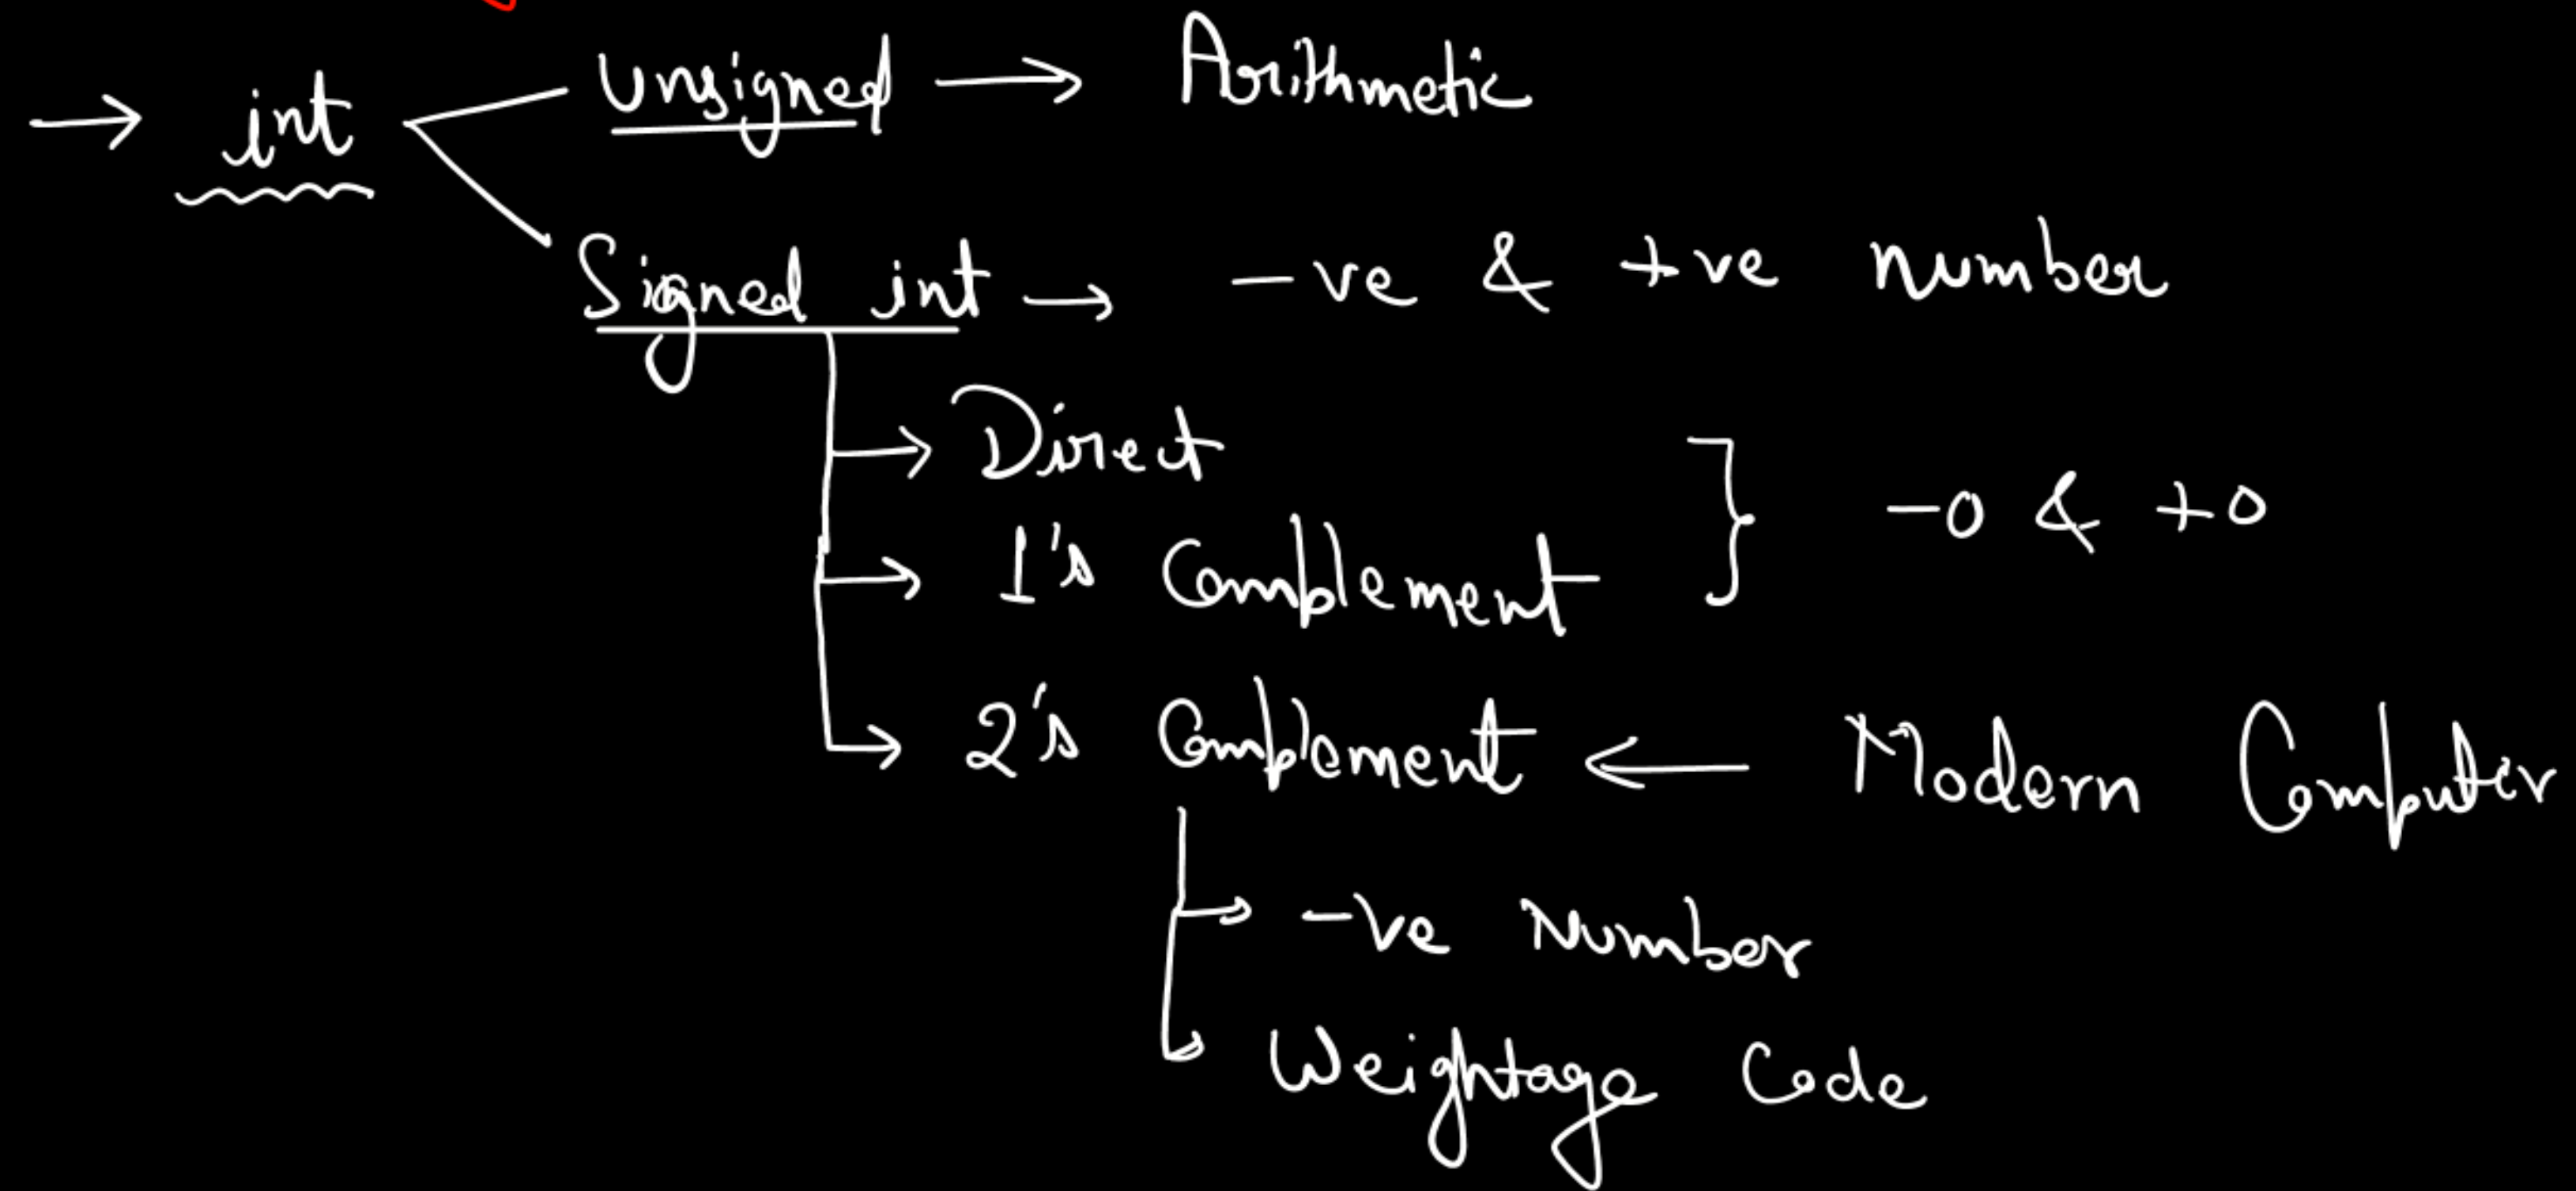 → int
Unsigned → Arithmetic
Signed int → -ve & +ve number
→ Direct
→ 1's Complement } -0 & +0
→ 2's Complement ← Modern Computer
→ -ve Number
→ Weightage Code